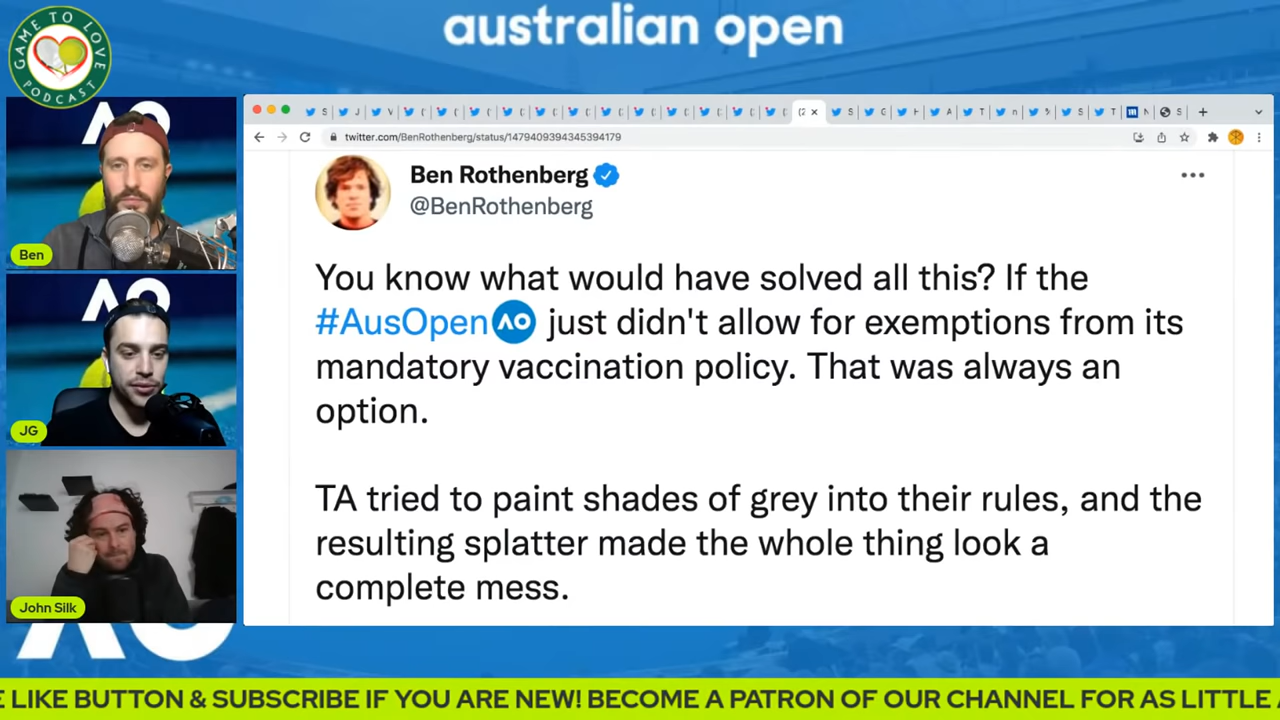 australian open
GAME TO LOVE
PODCAST
Ben
JG
John Silk
twitter.com/BenRothenberg/status/1479409394345394179
Ben Rothenberg
@BenRothenberg
You know what would have solved all this? If the
#AusOpen AO just didn't allow for exemptions from its
mandatory vaccination policy. That was always an
option.
TA tried to paint shades of grey into their rules, and the
resulting splatter made the whole thing look a
complete mess.
E LIKE BUTTON & SUBSCRIBE IF YOU ARE NEW! BECOME A PATRON OF OUR CHANNEL FOR AS LITTLE